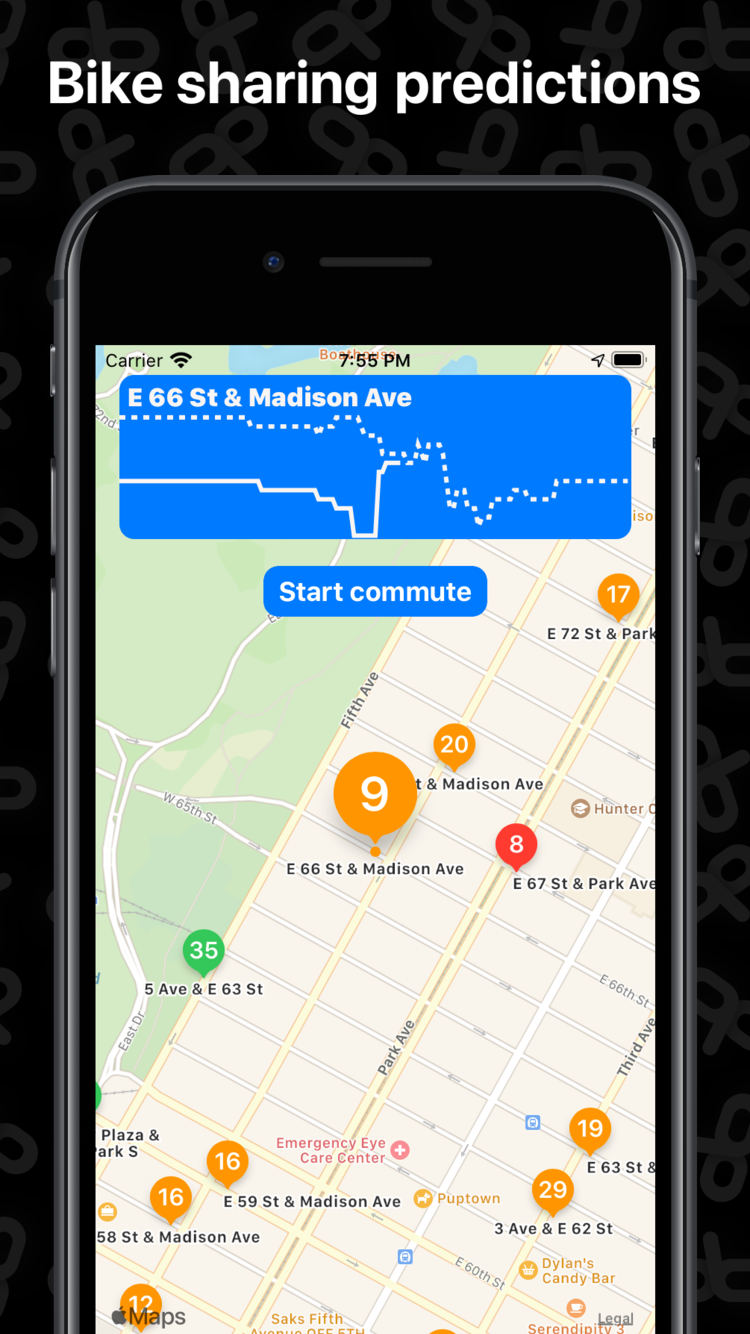 Bike sharing predictions
Carrier
7:55 PM
Boathouse
72nd
E 66 St & Madison Ave
Start commute
17
E 72 St & Park
Fifth Ave
20
t & Madison Ave
9
Hunter C
W 65th St
8
E 66 St & Madison Ave
E 67 St & Park Ave
35
5 Ave & E 63 St
E 66th St
East Dr
Park Ave
Third Ave
Plaza &
Park S
Emergency Eye
Care Center
19
E 63 St &
16
E 59 St & Madison Ave
Puptown
29
16
3 Ave & E 62 St
58 St & Madison Ave
E 60th St
Dylan's
Candy Bar
12
Maps
Saks Fifth
Avenue OFF 5TH
Legal
Serendipity 3